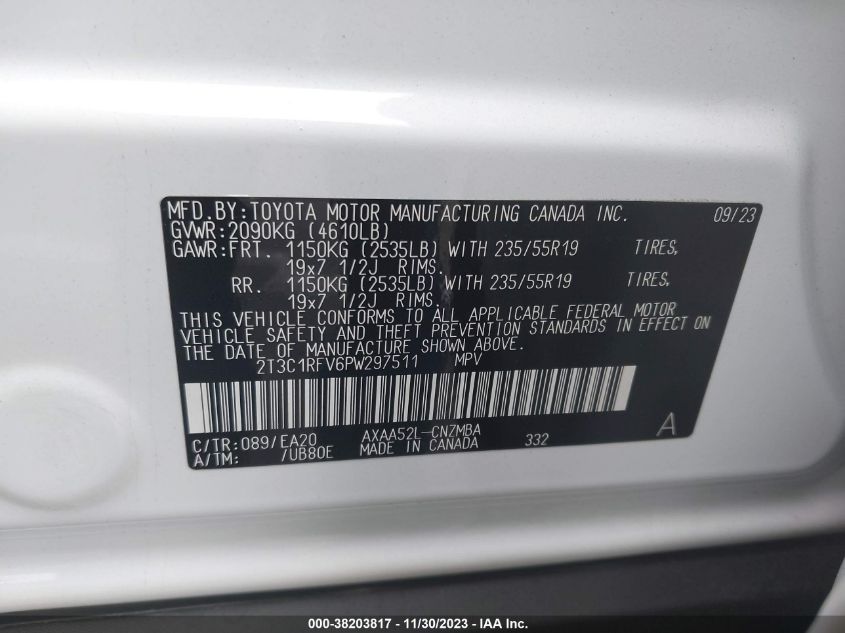 MFD.BY:TOYOTA MOTOR MANUFACTURING CANADA INC. 09/23
GVWR:2090KG (4610LB)
GAWR:FRT. 1150KG (2535LB) WITH 235/55R19 TIRES,
19x7 1/2J RIMS.
RR. 1150KG (2535LB) WITH 235/55R19 TIRES,
19x7 1/2J RIMS.
THIS VEHICLE CONFORMS TO ALL APPLICABLE FEDERAL MOTOR
VEHICLE SAFETY AND THEFT PREVENTION STANDARDS IN EFFECT ON
THE DATE OF MANUFACTURE SHOWN ABOVE.
2T3C1RFV6PW297511 MPV
C/TR:089/EA20 AXAA52L-CNZMBA 332 A
A/TM: /UB80E MADE IN CANADA
000-38203817 - 11/30/2023 - IAA Inc.